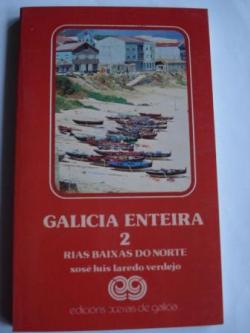 GALICIA ENTEIRA
2
RIAS BAIXAS DO NORTE
xosé luis laredo verdejo
edicións xerais de galicia